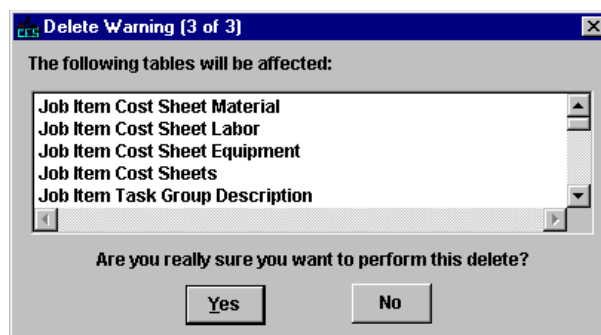 CES
Delete Warning (3 of 3)
The following tables will be affected:
Job Item Cost Sheet Material
Job Item Cost Sheet Labor
Job Item Cost Sheet Equipment
Job Item Cost Sheets
Job Item Task Group Description
Are you really sure you want to perform this delete?
Yes
No